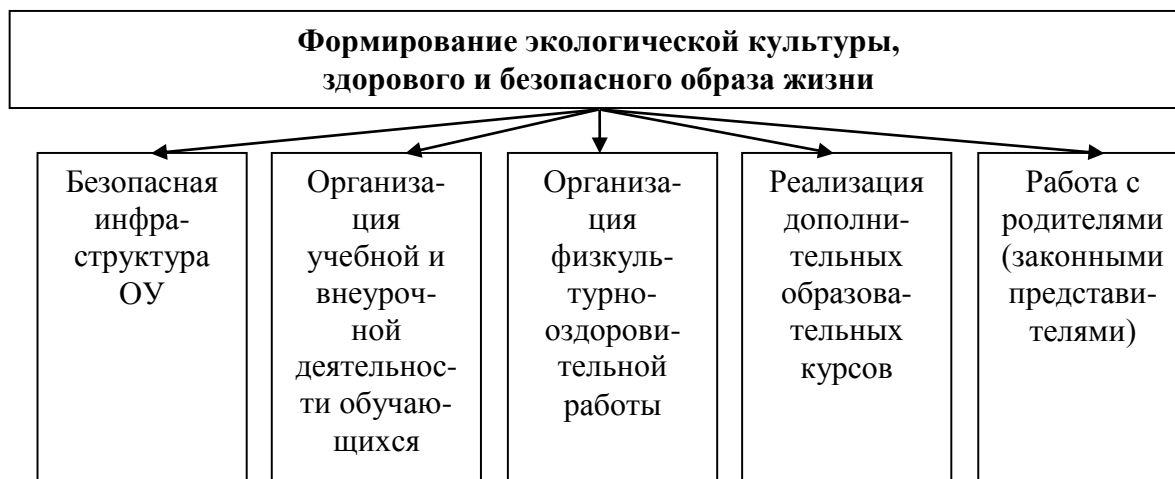 Формирование экологической культуры,
здорового и безопасного образа жизни
Безопасная
инфра-
структура
ОУ
Организа-
ция
учебной и
внеуроч-
ной
деятельнос-
ти обучаю-
щихся
Организа-
ция
физкуль-
турно-
оздорови-
тельной
работы
Реализация
дополни-
тельных
образова-
тельных
курсов
Работа с
родителями
(законными
представи-
телями)